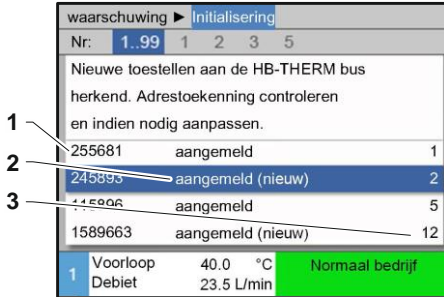 waarschuwing ► Initialisering
Nr: 1..99 1 2 3 5
Nieuwe toestellen aan de HB-THERM bus
herkend. Adrestoekenning controleren
en indien nodig aanpassen.
1
255681 aangemeld 1
2
245893 aangemeld (nieuw) 2
115896 aangemeld 5
3
1589663 aangemeld (nieuw) 12
1 Voorloop 40.0 °C Normaal bedrijf
Debiet 23.5 L/min